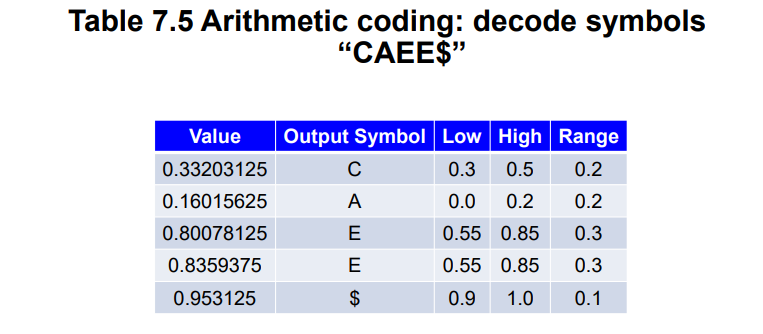 Table 7.5 Arithmetic coding: decode symbols
“CAEE$”
Value Output Symbol Low High Range
0.33203125 C 0.3 0.5 0.2
0.16015625 A 0.0 0.2 0.2
0.80078125 E 0.55 0.85 0.3
0.8359375 E 0.55 0.85 0.3
0.953125 $ 0.9 1.0 0.1